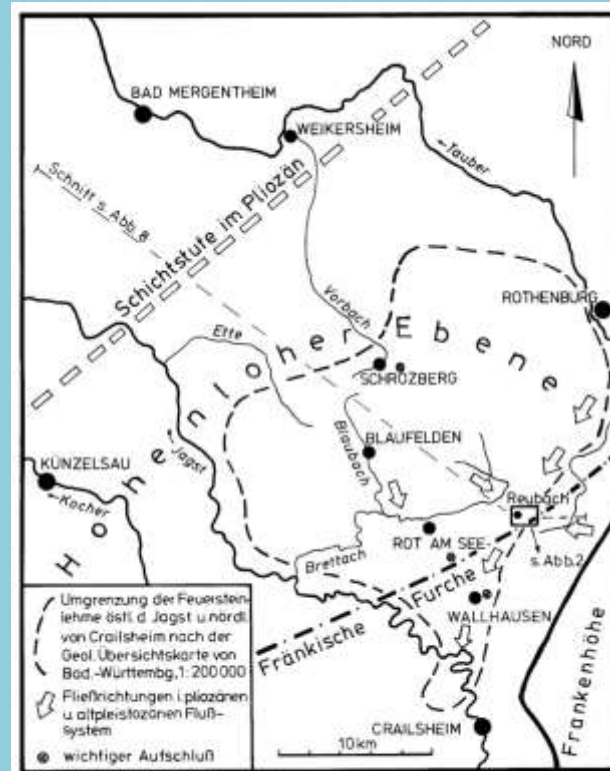 NORD
BAD MERGENTHEIM
WEIKERSHEIM
Tauber
Schnitt s. Abb. 8
Schichtstufe im Pliozän
Vorbach
ROTHENBURG
Ette
Hohenloher Ebene
SCHROZBERG
Jagst
Blaubach
BLAUFELDEN
KÜNZELSAU
Kocher
Reubach
ROT AM SEE
Brettach
s. Abb. 2
Fränkische Furche
WALLHAUSEN
Frankenhöhe
CRAILSHEIM
10 km
Umgrenzung der Feuerstein-
lehme östl. d. Jagst u. nördl.
von Crailsheim nach der
Geol. Übersichtskarte von
Bad.-Württembg, 1: 200 000
Fließrichtungen i. pliozänen
u. altpleistozänen Fluß-
system
wichtiger Aufschluß